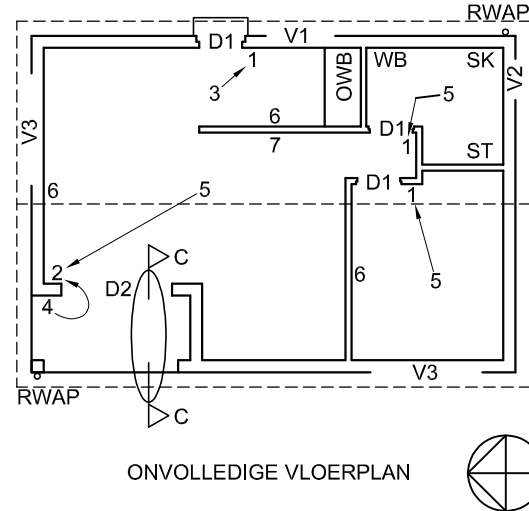 RWAP
D1 V1
1 OWB WB SK V2
3 5
6 D1
V3 7 1 ST
D1
6 5 1
2 C 6 5
4 D2
V3
RWAP C
ONVOLLEDIGE VLOERPLAN